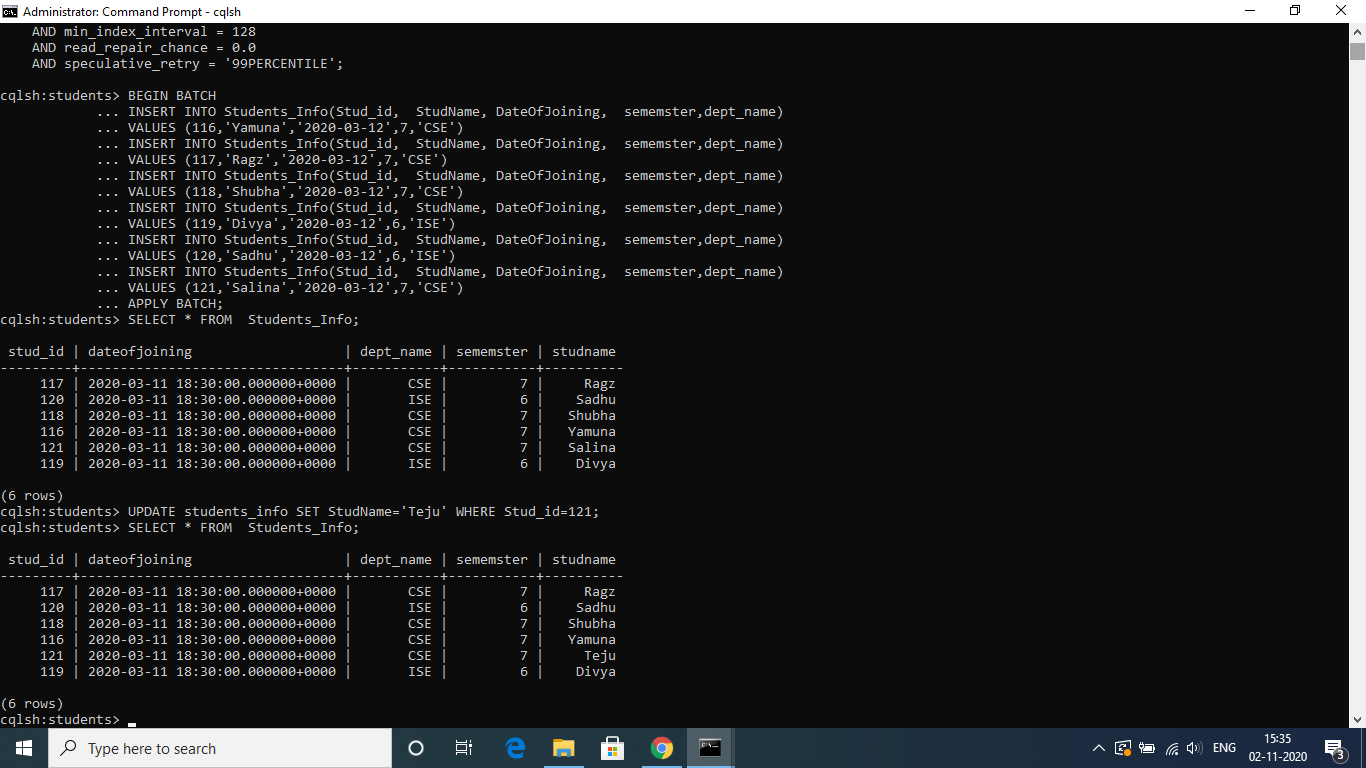 Administrator: Command Prompt - cqlsh
    AND min_index_interval = 128
    AND read_repair_chance = 0.0
    AND speculative_retry = '99PERCENTILE';
cqlsh:students> BEGIN BATCH
            ... INSERT INTO Students_Info(Stud_id,  StudName, DateOfJoining,  sememster,dept_name)
            ... VALUES (116,'Yamuna','2020-03-12',7,'CSE')
            ... INSERT INTO Students_Info(Stud_id,  StudName, DateOfJoining,  sememster,dept_name)
            ... VALUES (117,'Ragz','2020-03-12',7,'CSE')
            ... INSERT INTO Students_Info(Stud_id,  StudName, DateOfJoining,  sememster,dept_name)
            ... VALUES (118,'Shubha','2020-03-12',7,'CSE')
            ... INSERT INTO Students_Info(Stud_id,  StudName, DateOfJoining,  sememster,dept_name)
            ... VALUES (119,'Divya','2020-03-12',6,'ISE')
            ... INSERT INTO Students_Info(Stud_id,  StudName, DateOfJoining,  sememster,dept_name)
            ... VALUES (120,'Sadhu','2020-03-12',6,'ISE')
            ... INSERT INTO Students_Info(Stud_id,  StudName, DateOfJoining,  sememster,dept_name)
            ... VALUES (121,'Salina','2020-03-12',7,'CSE')
            ... APPLY BATCH;
cqlsh:students> SELECT * FROM  Students_Info;
 stud_id | dateofjoining                   | dept_name | sememster | studname
---------+---------------------------------+-----------+-----------+----------
     117 | 2020-03-11 18:30:00.000000+0000 |       CSE |         7 |     Ragz
     120 | 2020-03-11 18:30:00.000000+0000 |       ISE |         6 |    Sadhu
     118 | 2020-03-11 18:30:00.000000+0000 |       CSE |         7 |   Shubha
     116 | 2020-03-11 18:30:00.000000+0000 |       CSE |         7 |   Yamuna
     121 | 2020-03-11 18:30:00.000000+0000 |       CSE |         7 |   Salina
     119 | 2020-03-11 18:30:00.000000+0000 |       ISE |         6 |    Divya
(6 rows)
cqlsh:students> UPDATE students_info SET StudName='Teju' WHERE Stud_id=121;
cqlsh:students> SELECT * FROM  Students_Info;
 stud_id | dateofjoining                   | dept_name | sememster | studname
---------+---------------------------------+-----------+-----------+----------
     117 | 2020-03-11 18:30:00.000000+0000 |       CSE |         7 |     Ragz
     120 | 2020-03-11 18:30:00.000000+0000 |       ISE |         6 |    Sadhu
     118 | 2020-03-11 18:30:00.000000+0000 |       CSE |         7 |   Shubha
     116 | 2020-03-11 18:30:00.000000+0000 |       CSE |         7 |   Yamuna
     121 | 2020-03-11 18:30:00.000000+0000 |       CSE |         7 |     Teju
     119 | 2020-03-11 18:30:00.000000+0000 |       ISE |         6 |    Divya
(6 rows)
cqlsh:students> _
Type here to search
ENG
15:35
02-11-2020
3